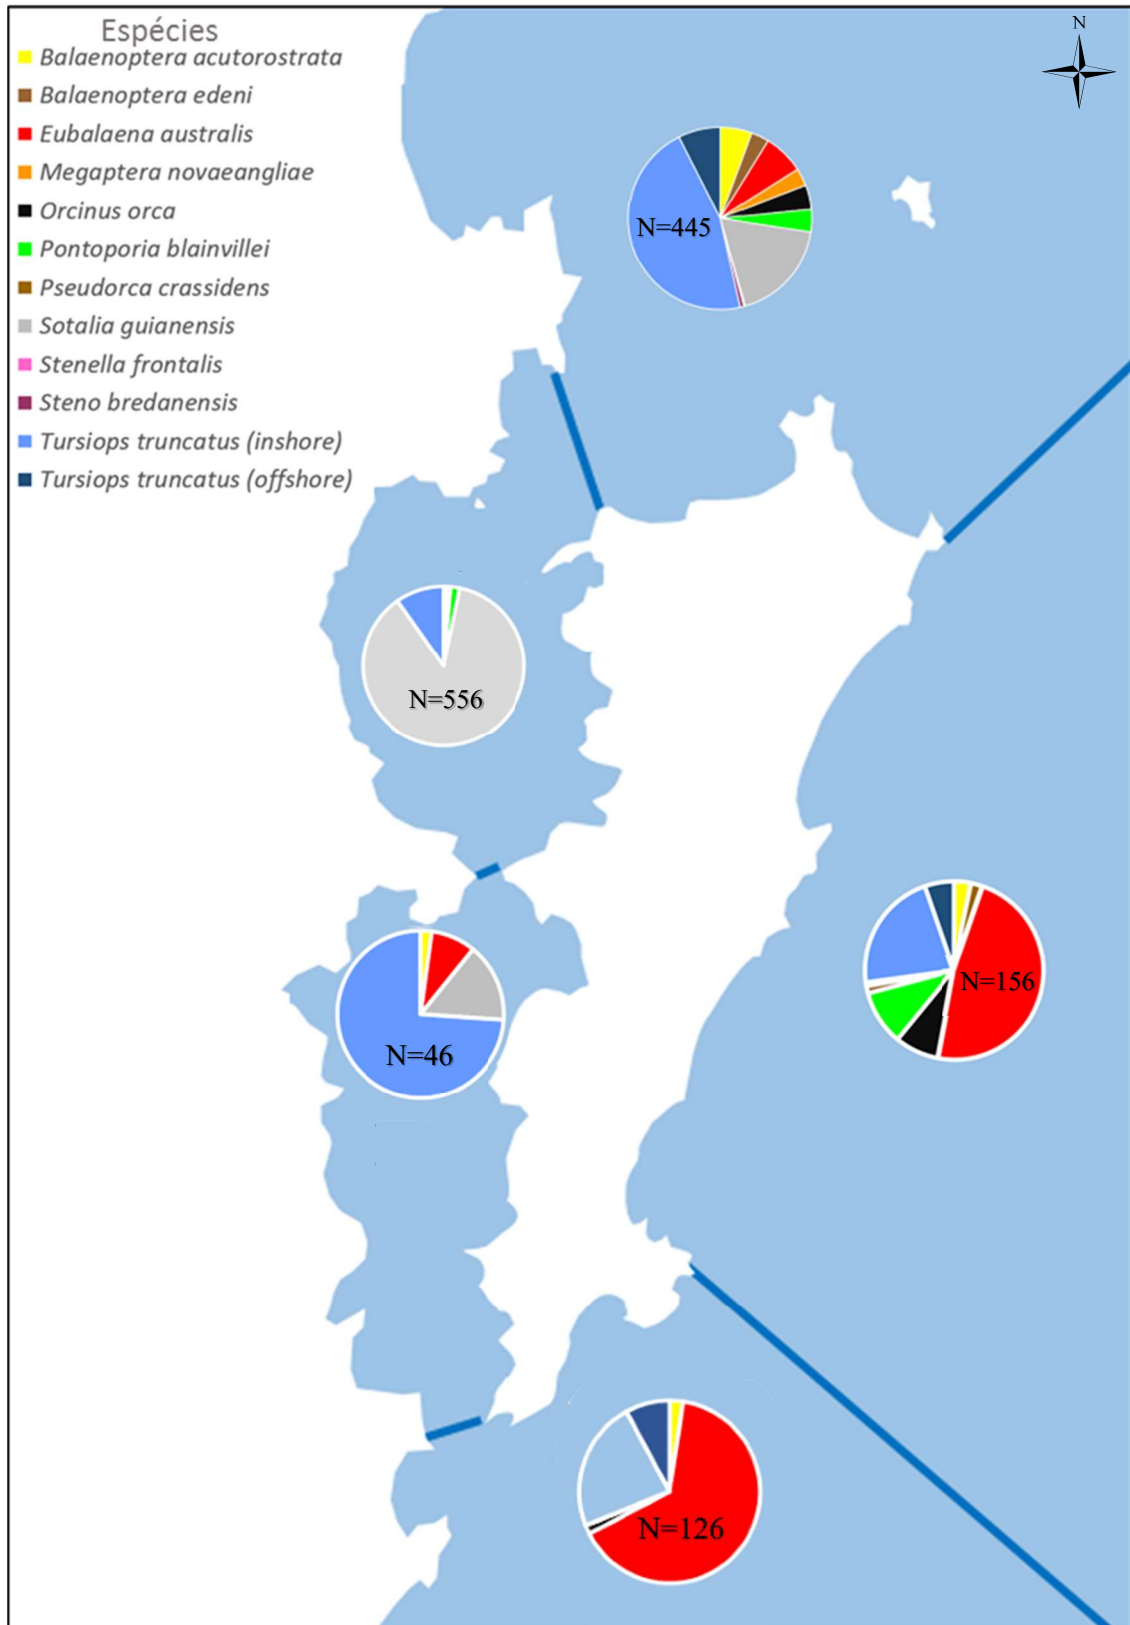 Espécies
Balaenoptera acutorostrata
Balaenoptera edeni
Eubalaena australis
Megaptera novaeangliae
Orcinus orca
Pontoporia blainvillei
Pseudorca crassidens
Sotalia guianensis
Stenella frontalis
Steno bredanensis
Tursiops truncatus (inshore)
Tursiops truncatus (offshore)
N
N=445
N=556
N=156
N=46
N=126